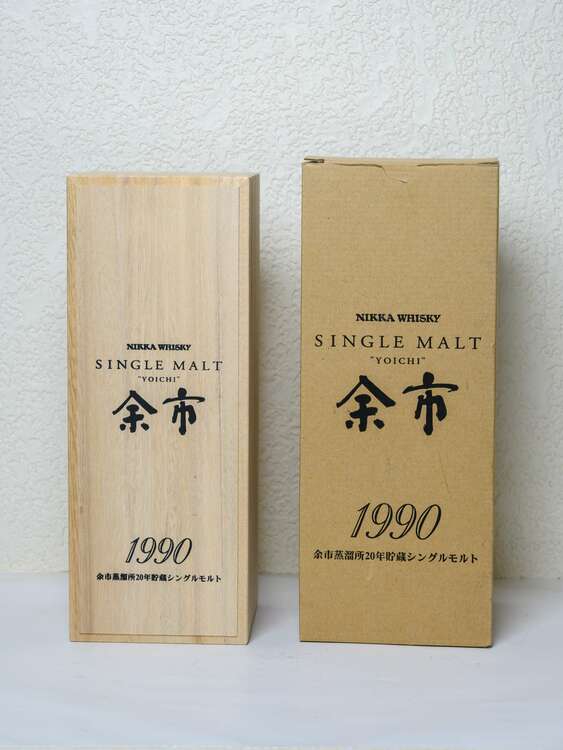 NIKKA WHISKY
SINGLE MALT
"YOICHI"
余市
1990
余市蒸溜所20年貯蔵シングルモルト
NIKKA WHISKY
SINGLE MALT
"YOICHI"
余市
1990
余市蒸溜所20年貯蔵シングルモルト